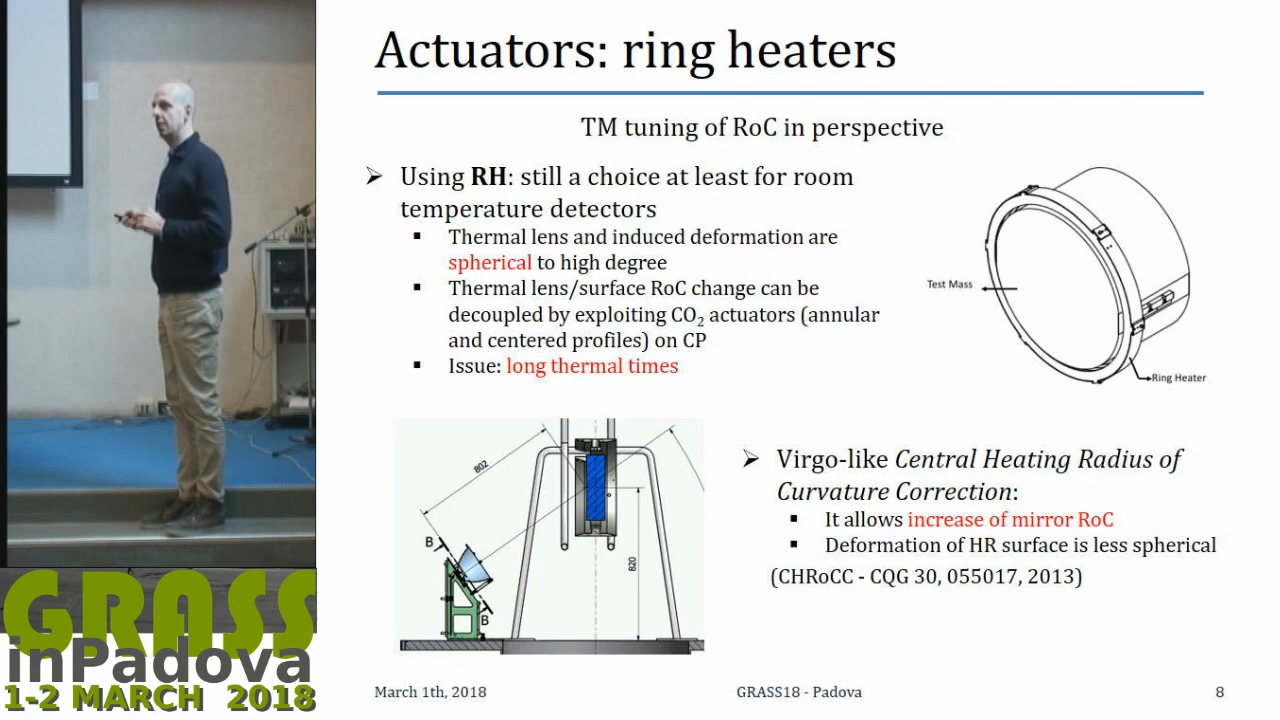 Actuators: ring heaters
TM tuning of RoC in perspective
➢ Using RH: still a choice at least for room
temperature detectors
▪ Thermal lens and induced deformation are
spherical to high degree
▪ Thermal lens/surface RoC change can be
decoupled by exploiting CO₂ actuators (annular
and centered profiles) on CP
▪ Issue: long thermal times
Test Mass
Ring Heater
802
820
B
B
➢ Virgo-like Central Heating Radius of
Curvature Correction:
▪ It allows increase of mirror RoC
▪ Deformation of HR surface is less spherical
(CHRoCC - CQG 30, 055017, 2013)
GRASS
inPadova
1-2 MARCH 2018
March 1th, 2018
GRASS18 - Padova
8